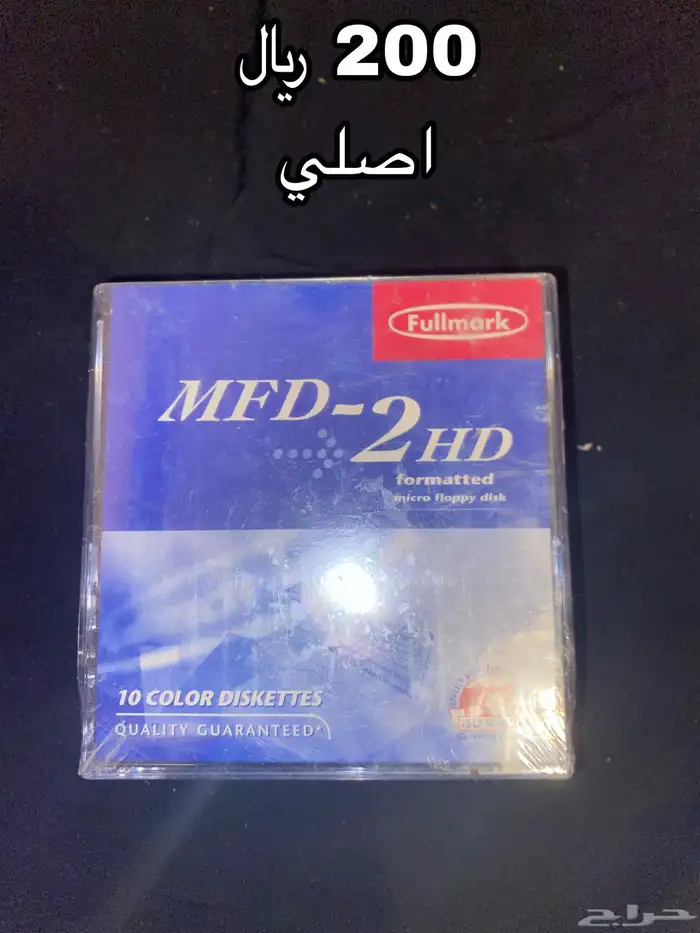 200 ريال
اصلي
Fullmark
MFD-2HD
formatted
micro floppy disk
10 COLOR DISKETTES
QUALITY GUARANTEED*
حراج